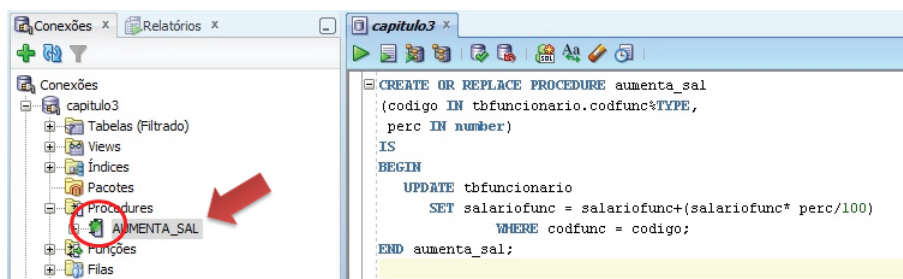 Conexões x Relatórios x
Conexões
capitulo3
Tabelas (Filtrado)
Views
Índices
Pacotes
Procedures
AUMENTA_SAL
Funções
Filas
capitulo3 x
SQL Aa
CREATE OR REPLACE PROCEDURE aumenta_sal
(codigo IN tbfuncionario.codfunc%TYPE,
perc IN number)
IS
BEGIN
UPDATE tbfuncionario
SET salariofunc = salariofunc+(salariofunc* perc/100)
WHERE codfunc = codigo;
END aumenta_sal;